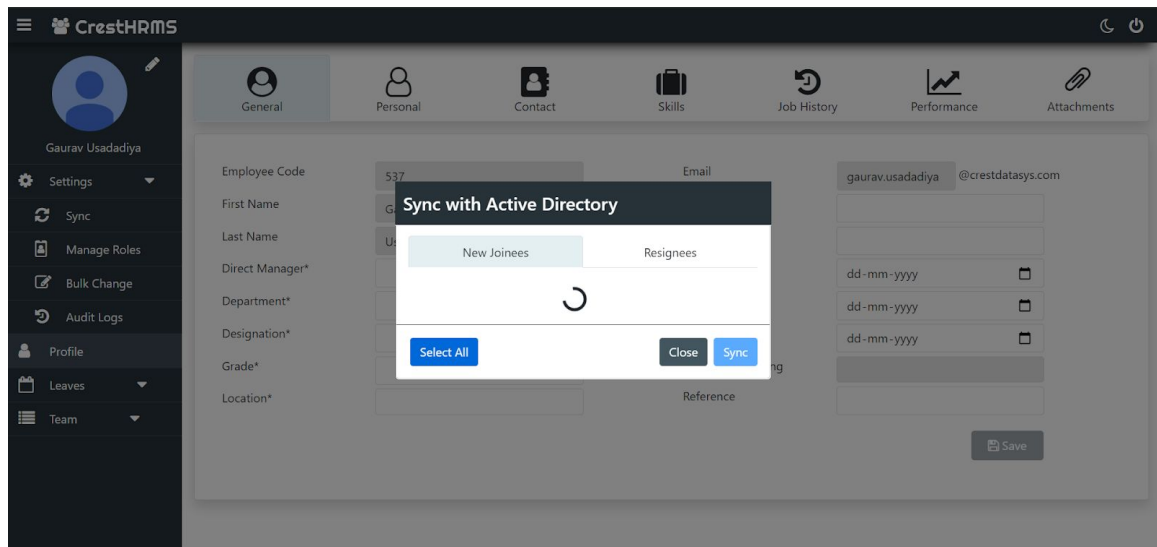 CrestHRMS
Gaurav Usadadiya
Settings
Sync
Manage Roles
Bulk Change
Audit Logs
Profile
Leaves
Team
General
Personal
Contact
Skills
Job History
Performance
Attachments
Employee Code
537
Email
gaurav.usadadiya @crestdatasys.com
First Name
Last Name
Direct Manager*
dd-mm-yyyy
Department*
dd-mm-yyyy
Designation*
dd-mm-yyyy
Grade*
Location*
Reference
Save
Sync with Active Directory
New Joinees
Resignees
Select All
Close
Sync